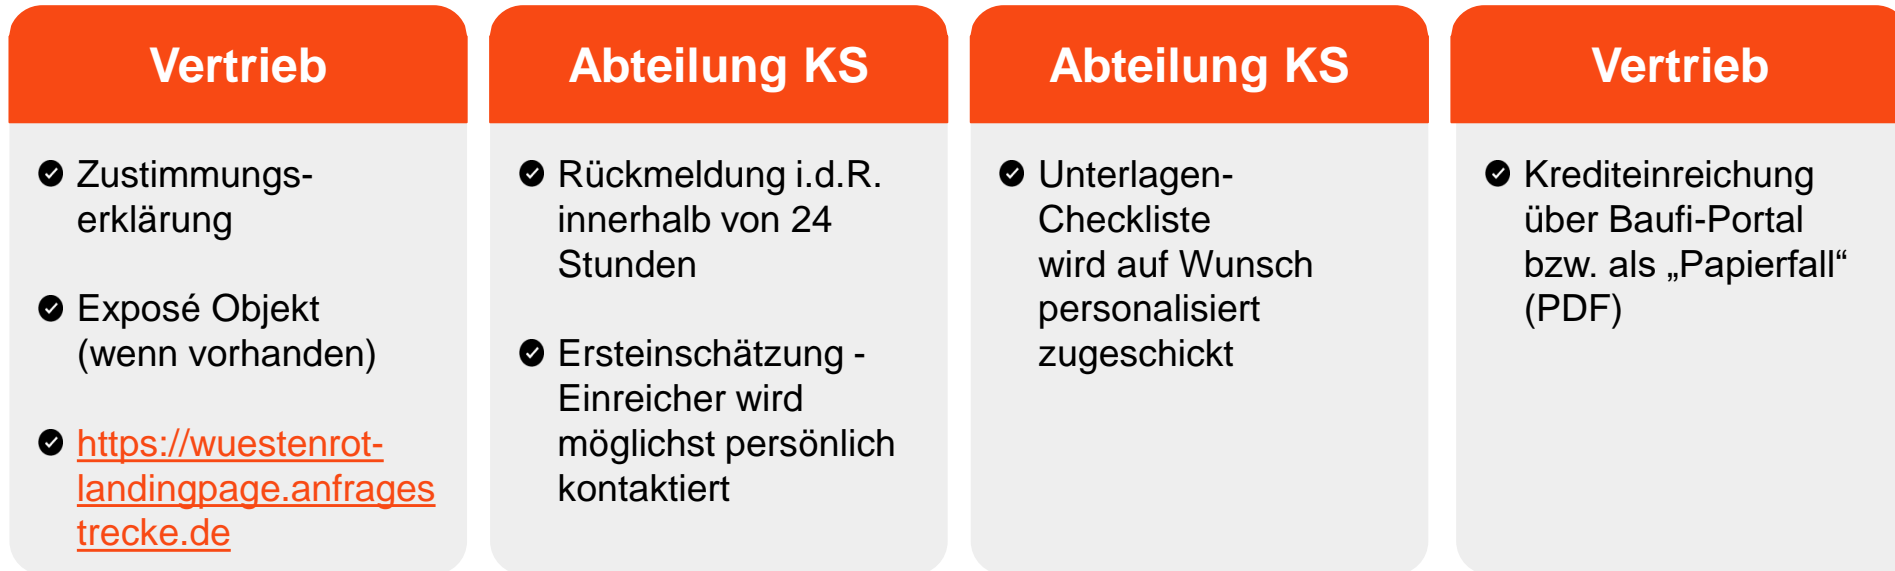 Vertrieb
Zustimmungs-
erklärung
Exposé Objekt
(wenn vorhanden)
https://wuestenrot-
landingpage.anfrages
trecke.de
Abteilung KS
Rückmeldung i.d.R.
innerhalb von 24
Stunden
Ersteinschätzung -
Einreicher wird
möglichst persönlich
kontaktiert
Abteilung KS
Unterlagen-
Checkliste
wird auf Wunsch
personalisiert
zugeschickt
Vertrieb
Krediteinreichung
über Baufi-Portal
bzw. als „Papierfall“
(PDF)